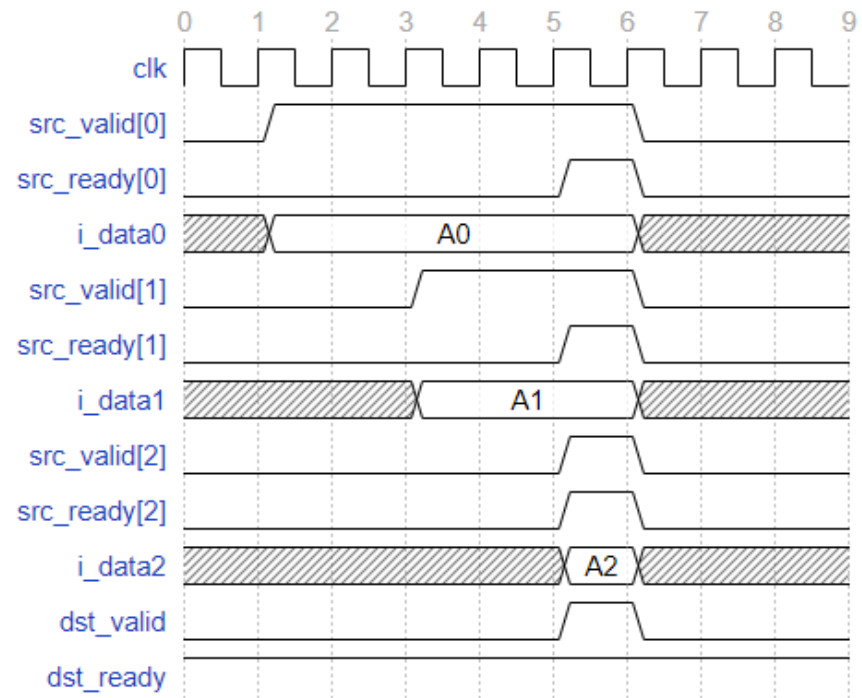 0 1 2 3 4 5 6 7 8 9
clk
src_valid[0]
src_ready[0]
i_data0 A0
src_valid[1]
src_ready[1]
i_data1 A1
src_valid[2]
src_ready[2]
i_data2 A2
dst_valid
dst_ready